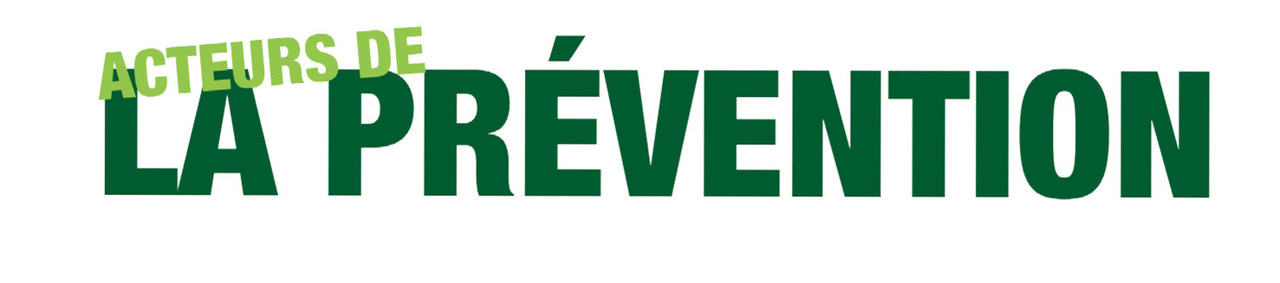 ACTEURS DE
LA PRÉVENTION